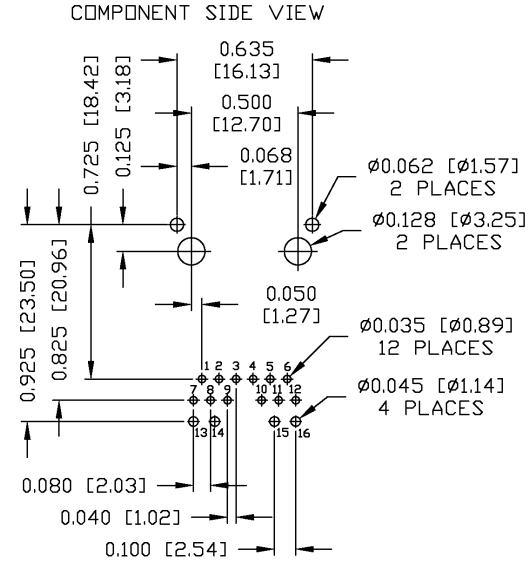 COMPONENT SIDE VIEW
0.635
[16.13]
0.500
[12.70]
0.068
[1.71]
0.725 [18.42]
0.125 [3.18]
Ø0.062 [Ø1.57]
2 PLACES
Ø0.128 [Ø3.25]
2 PLACES
0.925 [23.50]
0.825 [20.96]
0.050
[1.27]
Ø0.035 [Ø0.89]
12 PLACES
Ø0.045 [Ø1.14]
4 PLACES
1 2 3 4 5 6
7 8 9 10 11 12
13 14 15 16
0.080 [2.03]
0.040 [1.02]
0.100 [2.54]